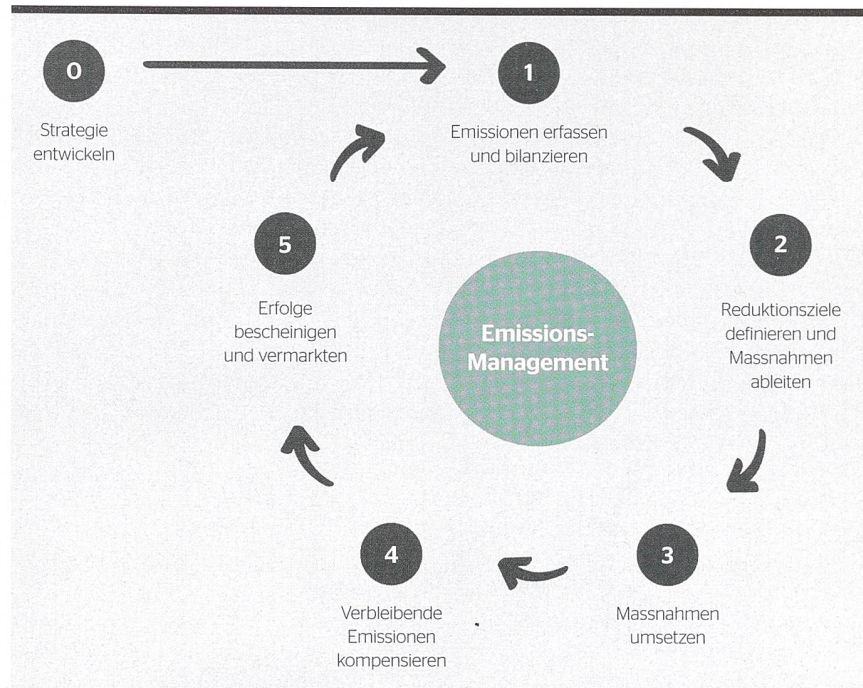 0
Strategie
entwickeln
1
Emissionen erfassen
und bilanzieren
2
Reduktionsziele
definieren und
Massnahmen
ableiten
3
Massnahmen
umsetzen
4
Verbleibende
Emissionen
kompensieren
5
Erfolge
bescheinigen
und vermarkten
Emissions-
Management